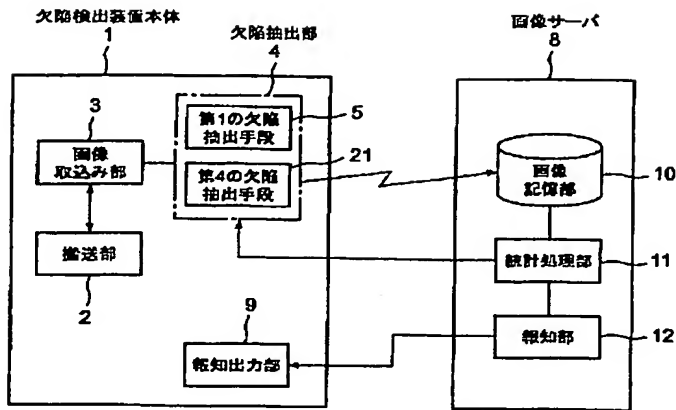 欠陥検出装置本体
1
欠陥抽出部
4
画像サーバ
8
3
画像
取込み部
第1の欠陥
抽出手段
5
第4の欠陥
抽出手段
21
画像
記憶部
10
搬送部
2
統計処理部
11
9
報知出力部
報知部
12